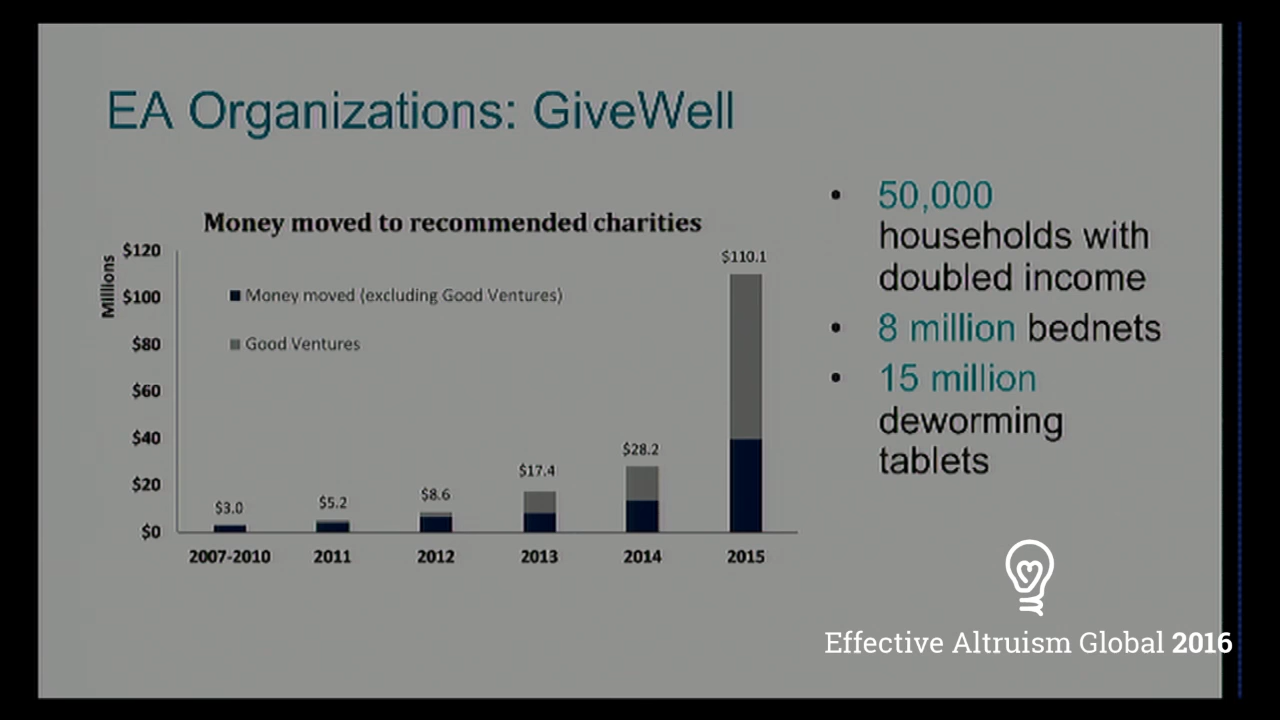 EA Organizations: GiveWell
Money moved to recommended charities
Millions
$120
$100
$80
$60
$40
$20
$0
Money moved (excluding Good Ventures)
Good Ventures
$3.0
$5.2
$8.6
$17.4
$28.2
$110.1
2007-2010
2011
2012
2013
2014
2015
• 50,000
households with
doubled income
• 8 million bednets
• 15 million
deworming
tablets
Effective Altruism Global 2016